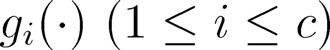 g_i(·) (1 ≤ i ≤ c)